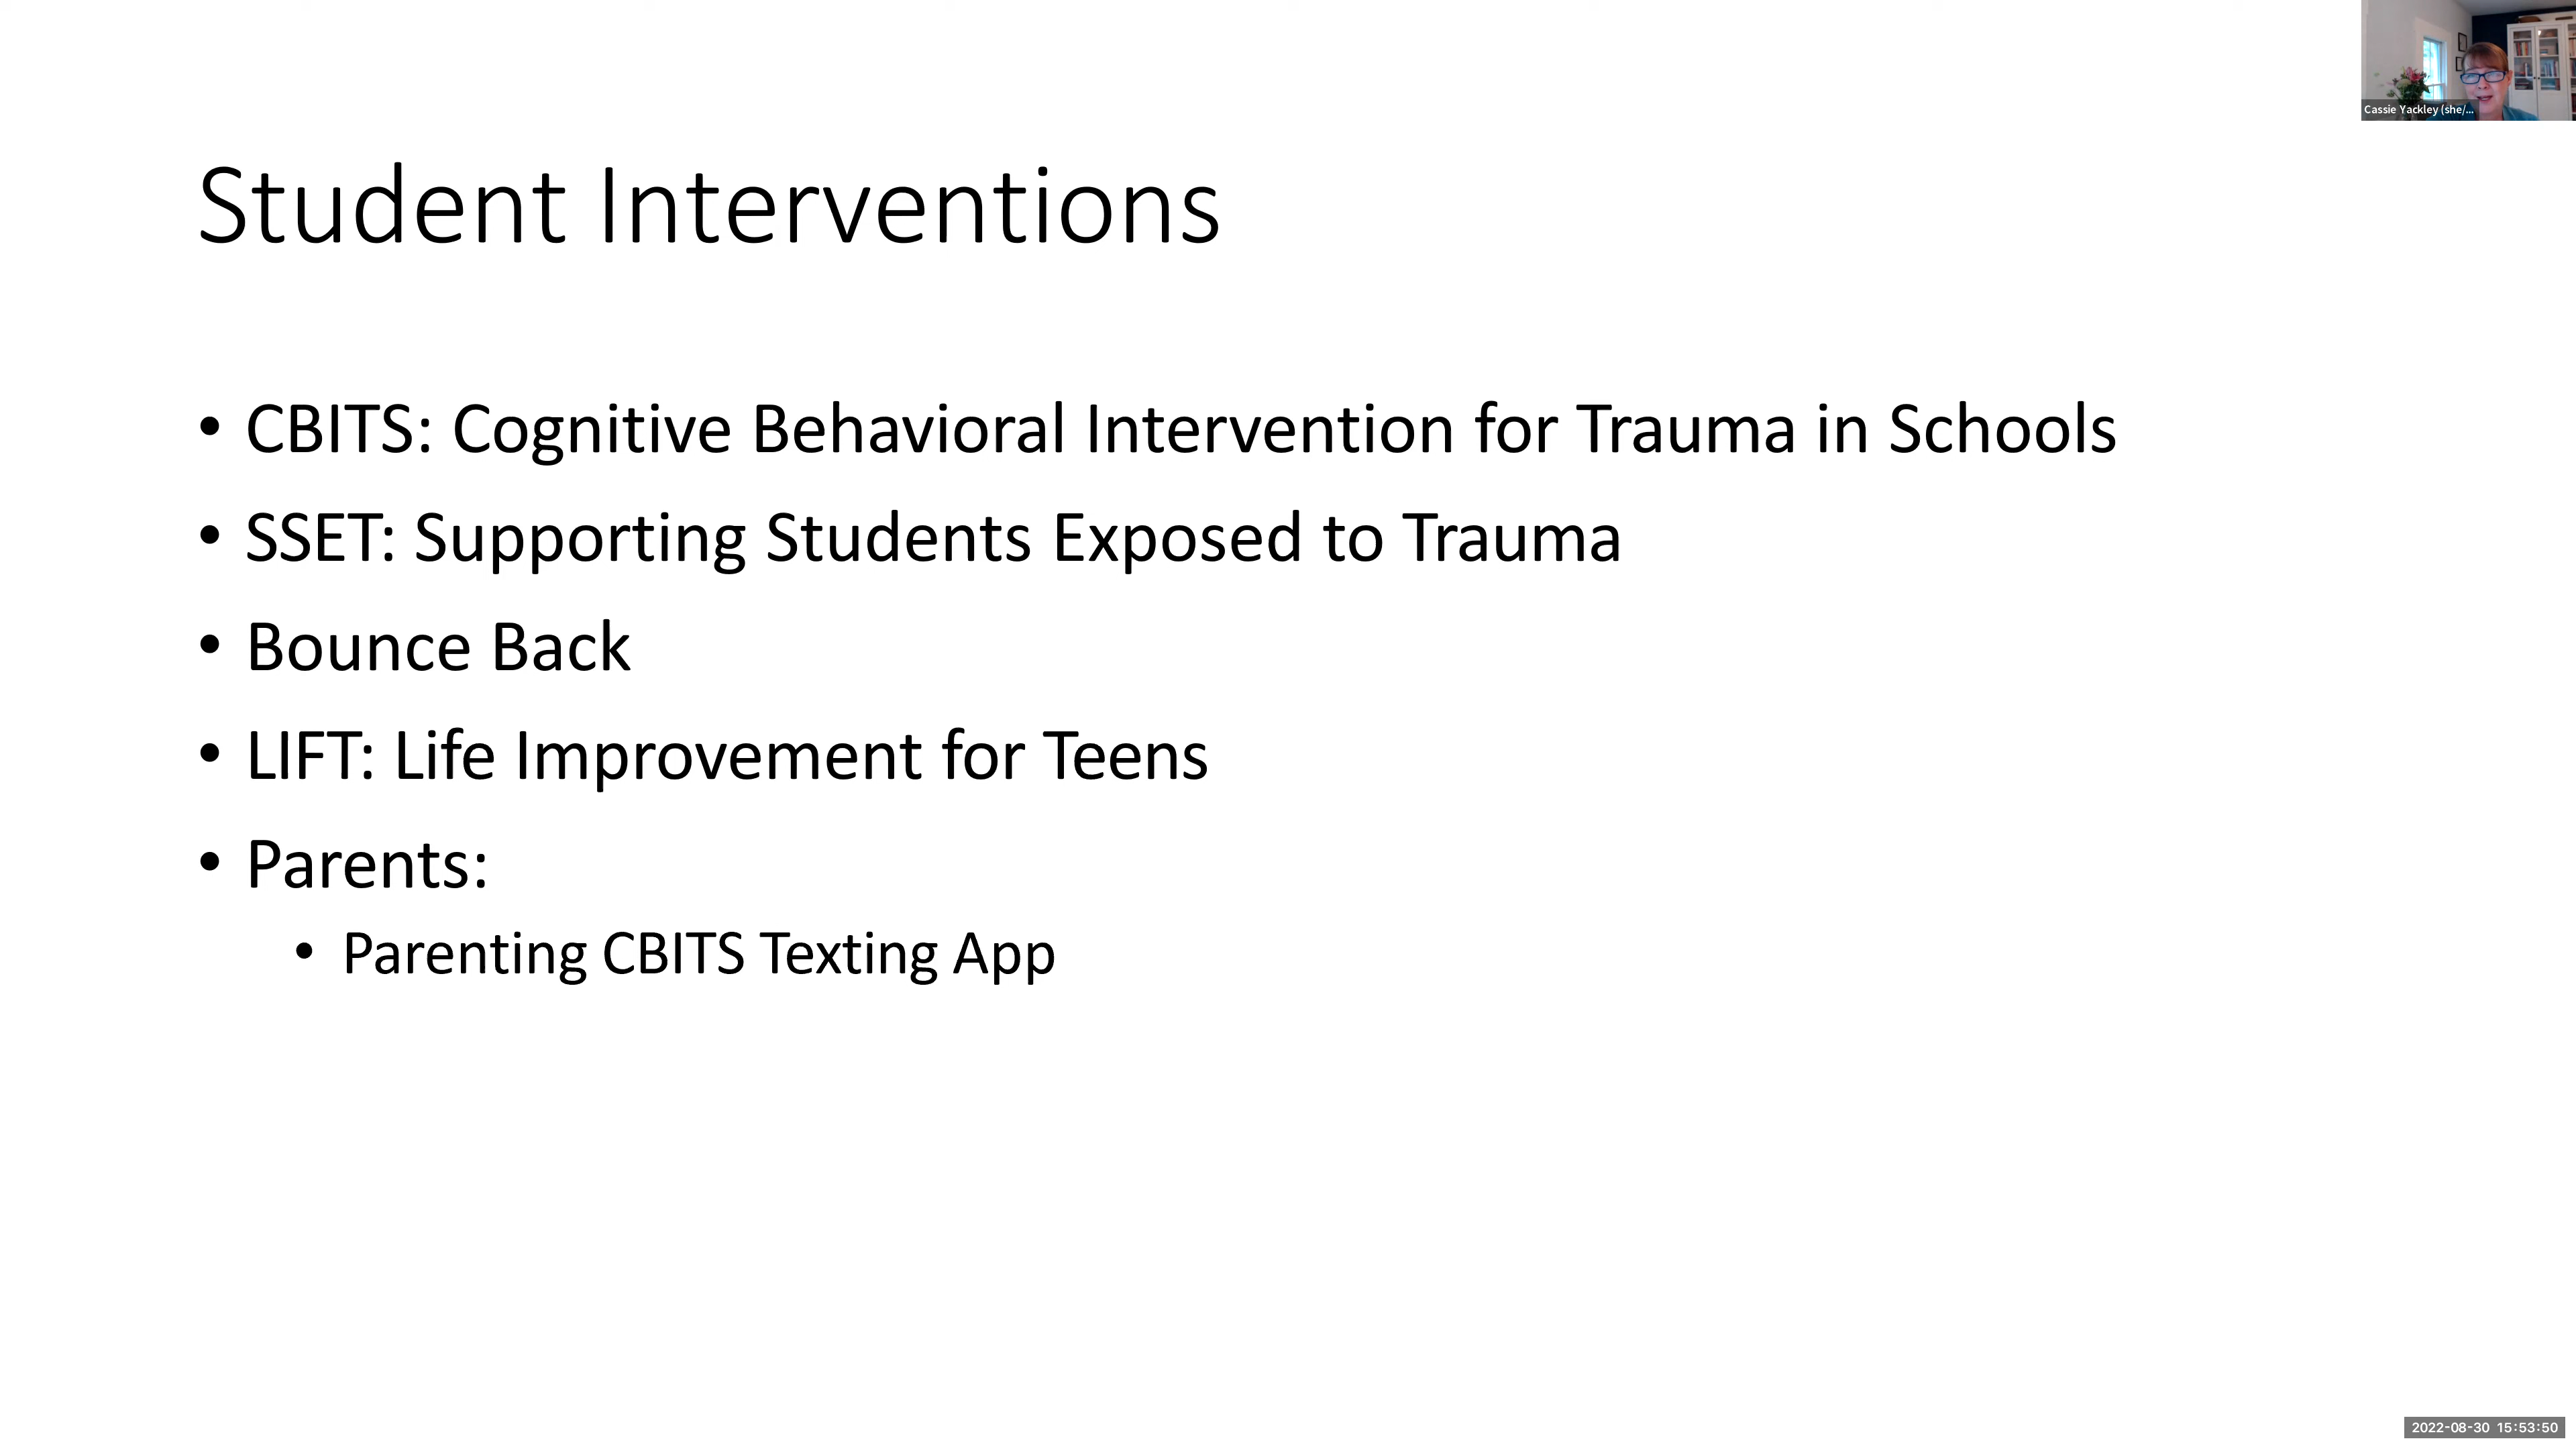 Cassie Yackley (she/...
Student Interventions
• CBITS: Cognitive Behavioral Intervention for Trauma in Schools
• SSET: Supporting Students Exposed to Trauma
• Bounce Back
• LIFT: Life Improvement for Teens
• Parents:
• Parenting CBITS Texting App
2022-08-30 15:53:50